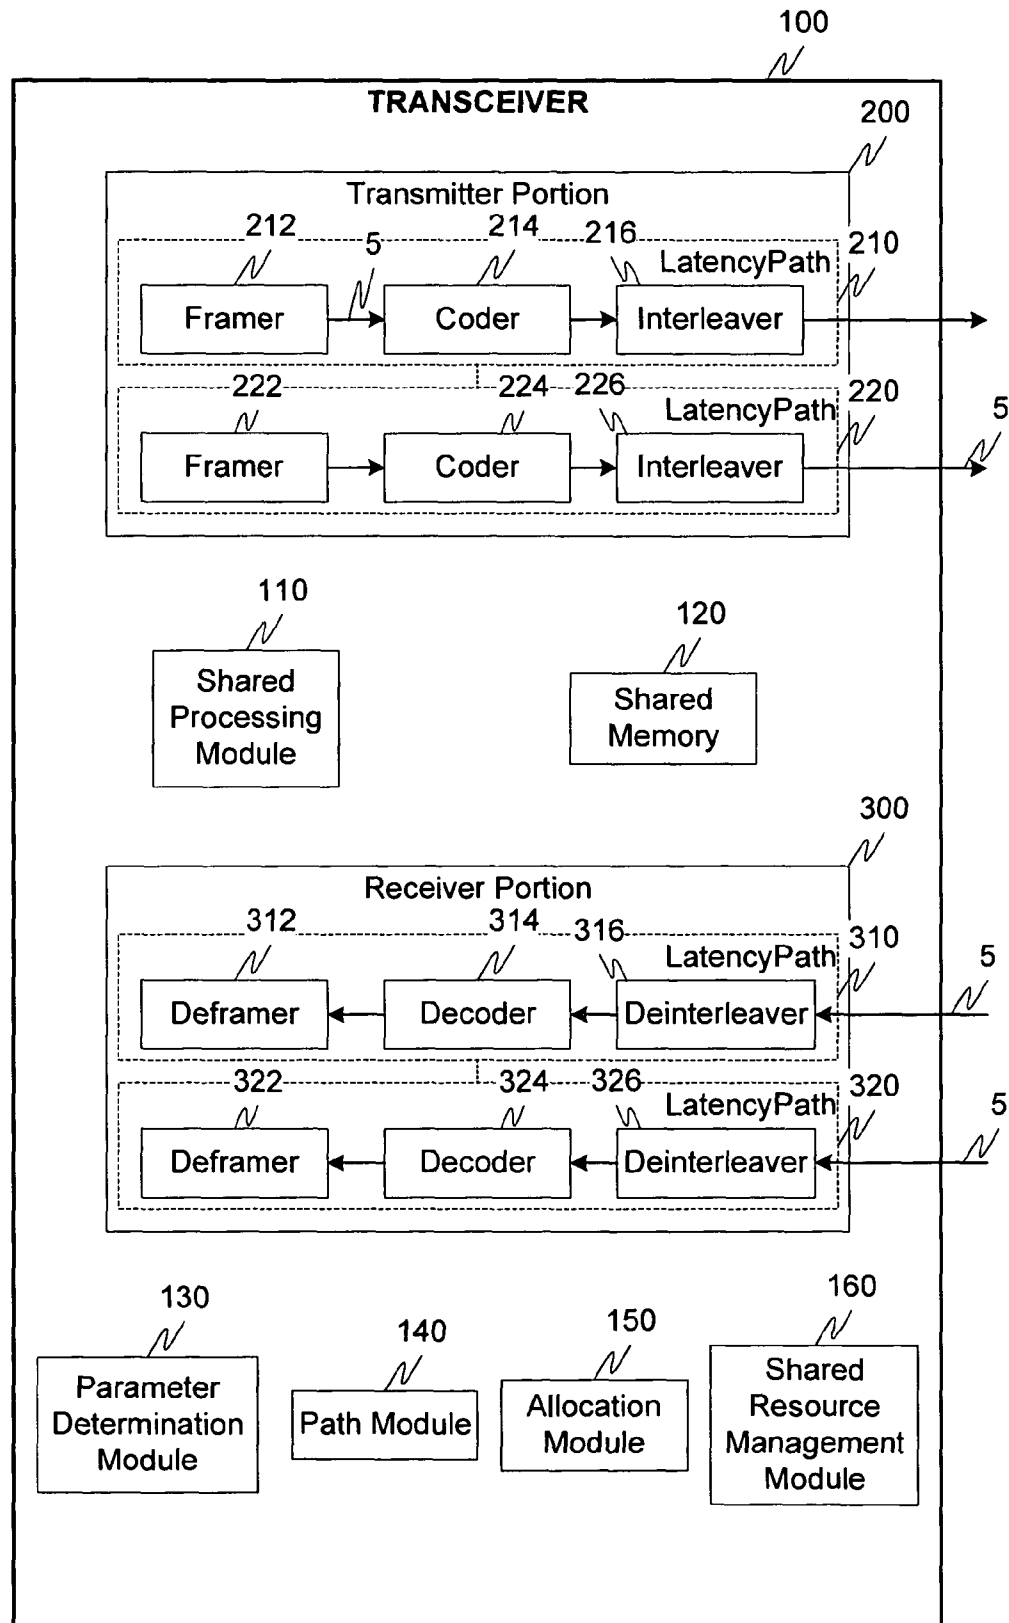 100
TRANSCEIVER
200
Transmitter Portion
212
5
214
216
210
LatencyPath
Framer
Coder
Interleaver
222
224
226
220
LatencyPath
5
Framer
Coder
Interleaver
110
Shared
Processing
Module
120
Shared
Memory
300
Receiver Portion
312
314
316
310
LatencyPath
5
Deframer
Decoder
Deinterleaver
322
324
326
320
LatencyPath
5
Deframer
Decoder
Deinterleaver
130
Parameter
Determination
Module
140
Path Module
150
Allocation
Module
160
Shared
Resource
Management
Module